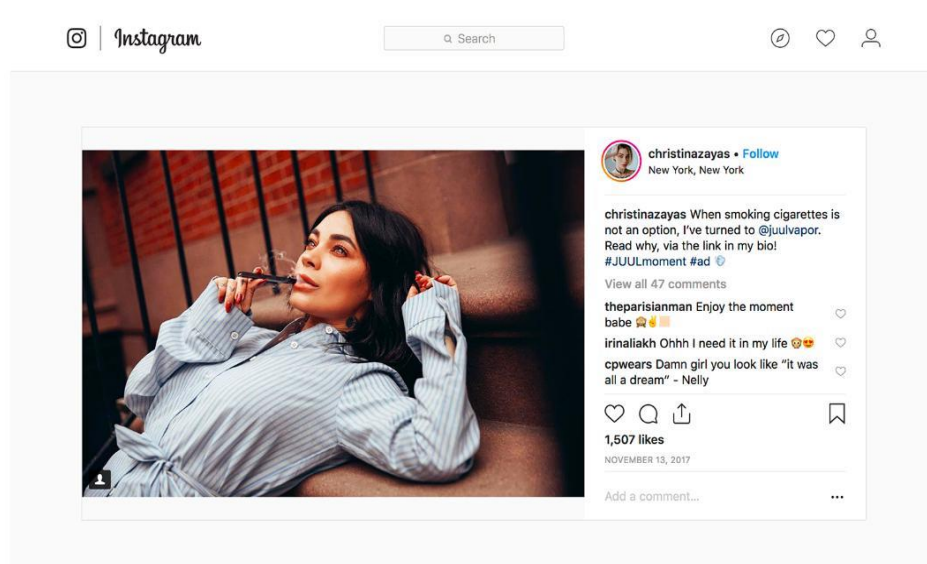 Instagram
Search
christinazayas • Follow
New York, New York
christinazayas When smoking cigarettes is
not an option, I've turned to @juulvapor.
Read why, via the link in my bio!
#JUULmoment #ad
View all 47 comments
theparisianman Enjoy the moment
babe 🙈✌
irinaliakh Ohhh I need it in my life 🐵😍
cpwears Damn girl you look like "it was
all a dream" - Nelly
1,507 likes
NOVEMBER 13, 2017
Add a comment...